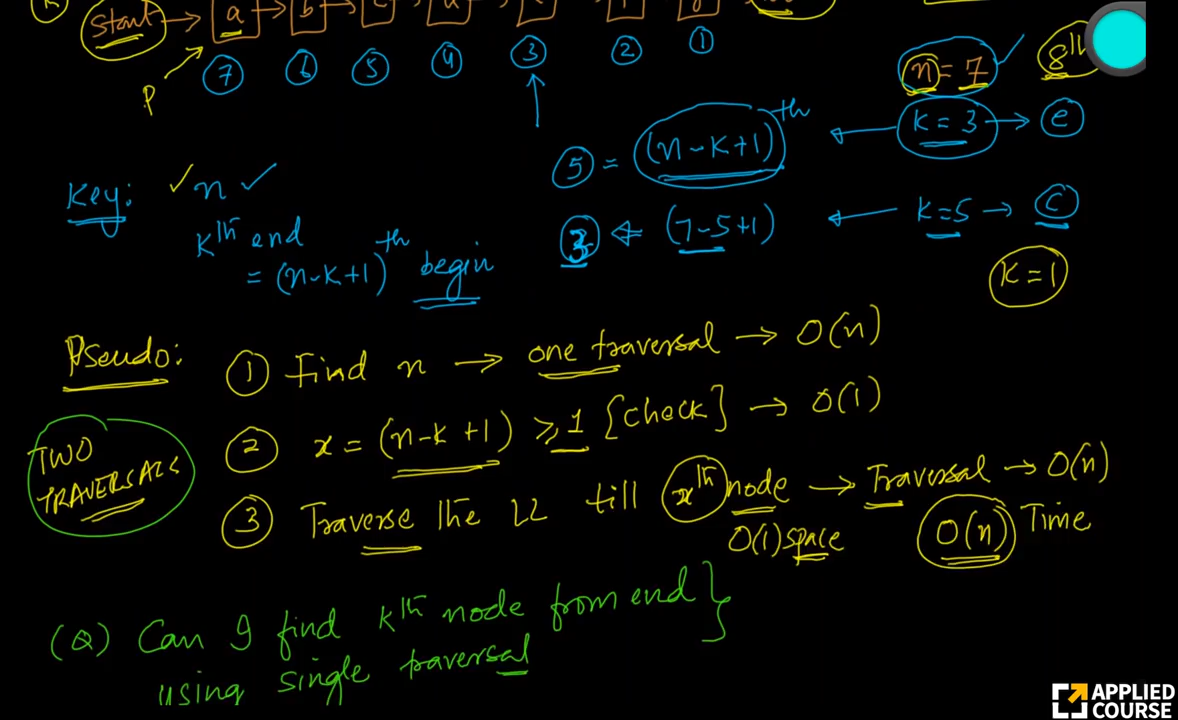 start → a → b → c
P
7 6 5 4 3 2 1
n = 7
k = 3 → e
5 = (n-k+1)th
Key: n
kth end
= (n-k+1)th begin
3 ⇐ (7-5+1)
k=5 → c
k=1
Pseudo:
① Find n → one traversal → O(n)
② x = (n-k+1) ≥ 1 {check} → O(1)
TWO
TRAVERSALS
③ Traverse the LL till xth node → Traversal → O(n)
O(1) space
O(n) Time
(Q) Can I find kth node from end }
using single traversal
APPLIED
COURSE